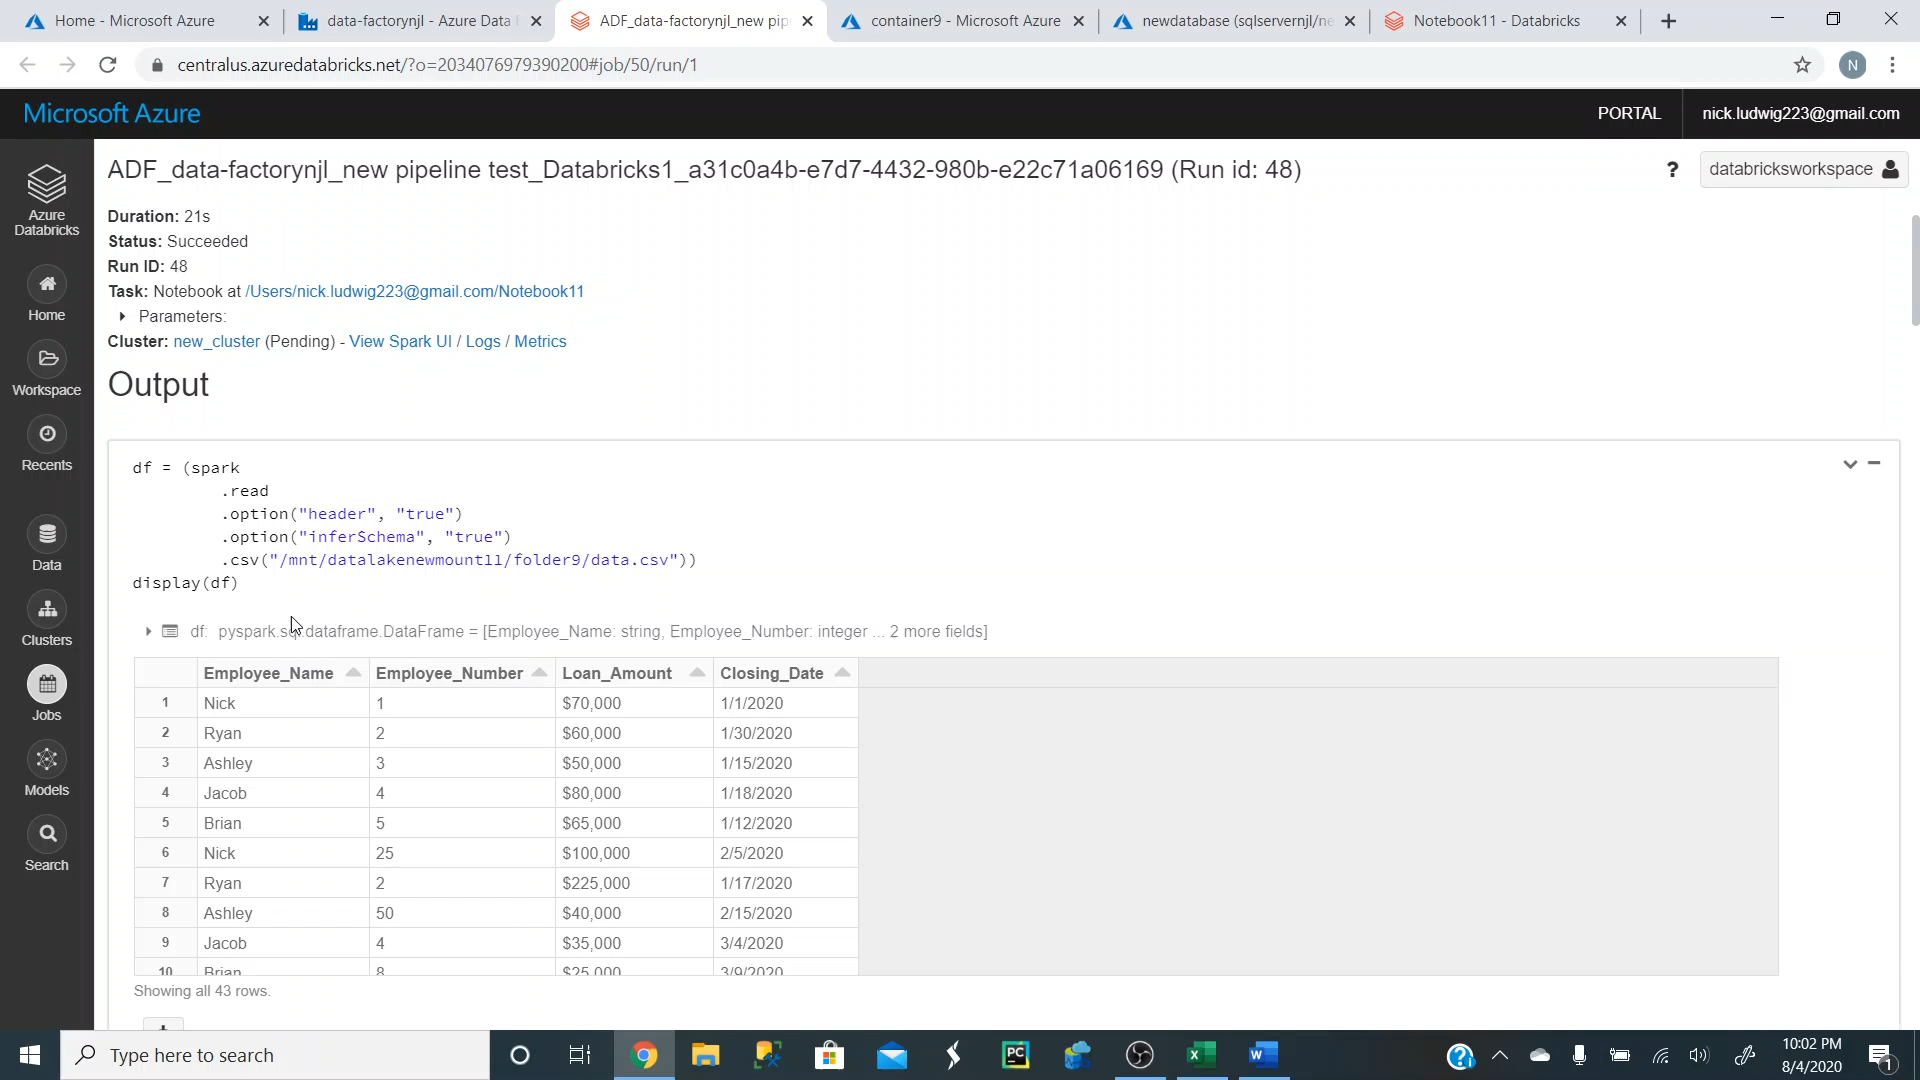 Home - Microsoft Azure
data-factorynjl - Azure Data F
ADF_data-factorynjl_new pip
container9 - Microsoft Azure
newdatabase (sqlservernjl/ne
Notebook11 - Databricks
centralus.azuredatabricks.net/?o=2034076979390200#job/50/run/1
N
Microsoft Azure
PORTAL
nick.ludwig223@gmail.com
ADF_data-factorynjl_new pipeline test_Databricks1_a31c0a4b-e7d7-4432-980b-e22c71a06169 (Run id: 48)
?
databricksworkspace
Azure
Databricks
Home
Workspace
Recents
Data
Clusters
Jobs
Models
Search
Duration: 21s
Status: Succeeded
Run ID: 48
Task: Notebook at /Users/nick.ludwig223@gmail.com/Notebook11
Parameters:
Cluster: new_cluster (Pending) - View Spark UI / Logs / Metrics
Output
df = (spark
.read
.option("header", "true")
.option("inferSchema", "true")
.csv("/mnt/datalakenewmount11/folder9/data.csv"))
display(df)
df: dataframe.DataFrame = [Employee_Name: string, Employee_Number: integer ... 2 more fields]
Employee_Name Employee_Number Loan_Amount Closing_Date
1 Nick 1 $70,000 1/1/2020
2 Ryan 2 $60,000 1/30/2020
3 Ashley 3 $50,000 1/15/2020
4 Jacob 4 $80,000 1/18/2020
5 Brian 5 $65,000 1/12/2020
6 Nick 25 $100,000 2/5/2020
7 Ryan 2 $225,000 1/17/2020
8 Ashley 50 $40,000 2/15/2020
9 Jacob 4 $35,000 3/4/2020
10 Brian 8 $25,000 3/9/2020
Showing all 43 rows.
Type here to search
PC
10:02 PM
8/4/2020
1